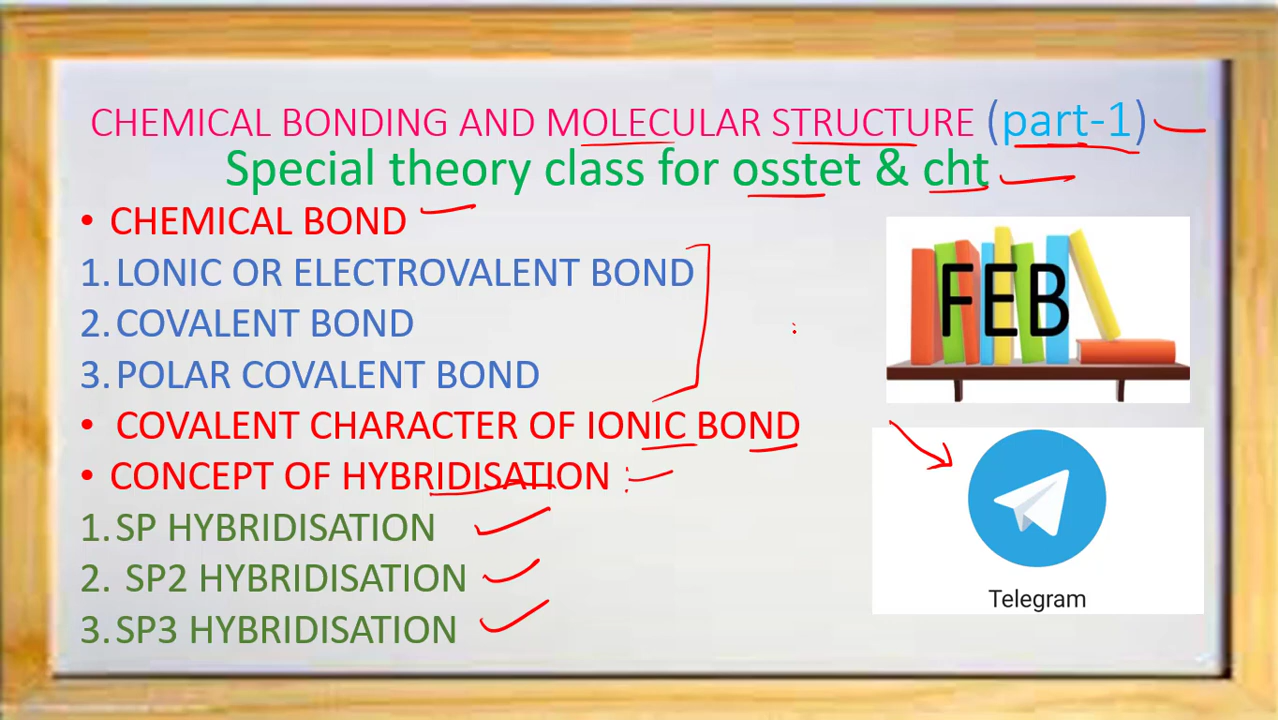 CHEMICAL BONDING AND MOLECULAR STRUCTURE (part-1)
Special theory class for osstet & cht
• CHEMICAL BOND
1. LONIC OR ELECTROVALENT BOND
2. COVALENT BOND
3. POLAR COVALENT BOND
• COVALENT CHARACTER OF IONIC BOND
• CONCEPT OF HYBRIDISATION
1. SP HYBRIDISATION
2. SP2 HYBRIDISATION
3. SP3 HYBRIDISATION
FEB
Telegram